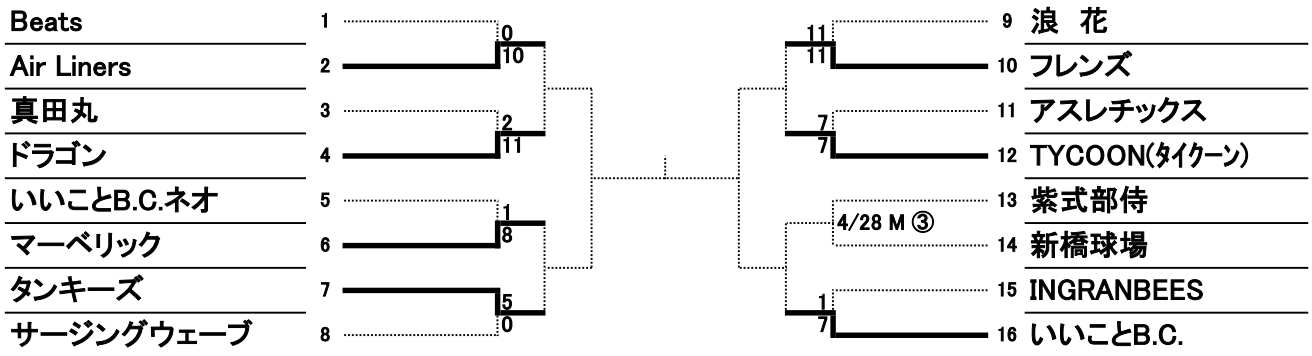 Beats 1
0
10
Air Liners 2
真田丸 3
2
11
ドラゴン 4
いいことB.C.ネオ 5
1
8
マーベリック 6
タンキーズ 7
5
0
サージングウェーブ 8
9 浪　花
11
11
10 フレンズ
11 アスレチックス
7
7
12 TYCOON(ﾀｲｸーン)
13 紫式部侍
4/28 M ③
14 新橋球場
15 INGRANBEES
1
7
16 いいことB.C.